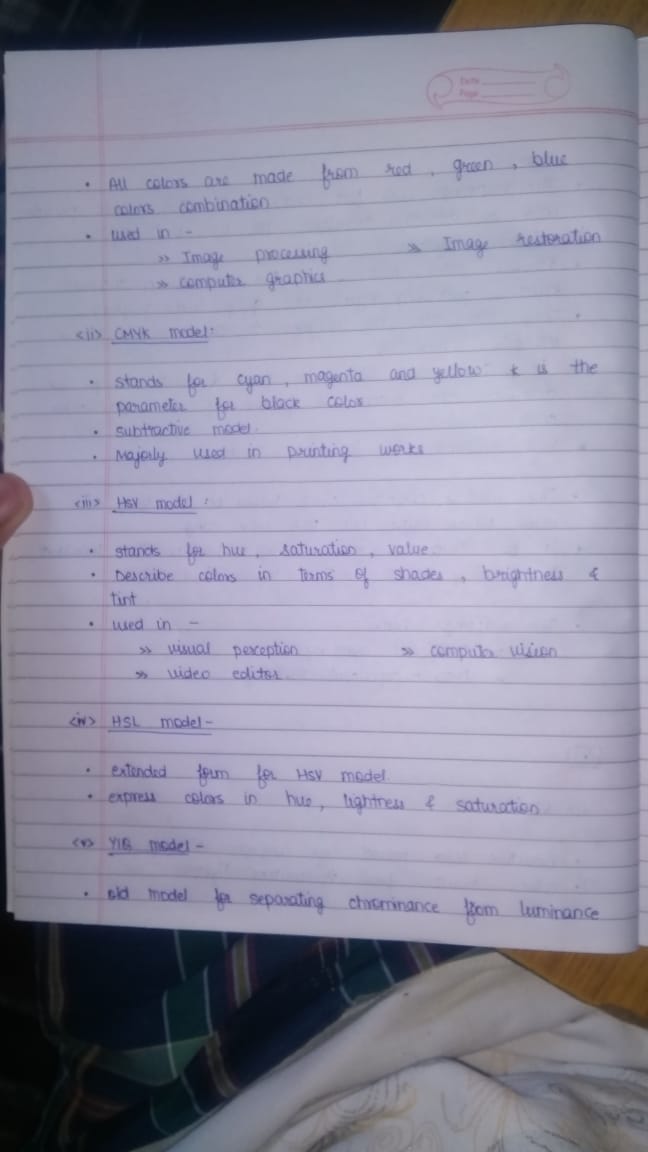 Date
Page
• All colors are made from red, green, blue
colors combination
• used in -
>> Image processing >> Image restoration
>> computer graphics
<ii> CMYK model:
• stands for cyan, magenta and yellow k is the
parameter for black color
• subtractive model.
• Majorly used in printing works
<iii> HSV model:
• stands for hue, saturation, value
• Describe colors in terms of shades, brightness &
tint
• used in -
>> visual perception >> computer vision
>> video editor
<iv> HSL model -
• extended form for HSV model.
• express colors in hue, lightness & saturation
<v> YIQ model -
• old model for separating chrominance from luminance